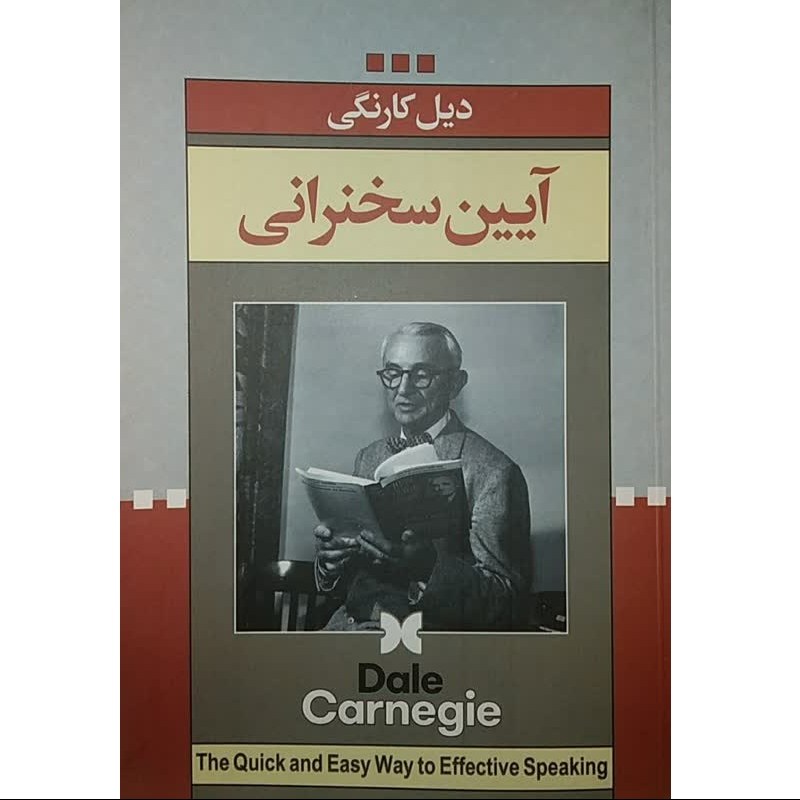 دیل کارنگی
آیین سخنرانی
Dale
Carnegie
The Quick and Easy Way to Effective Speaking